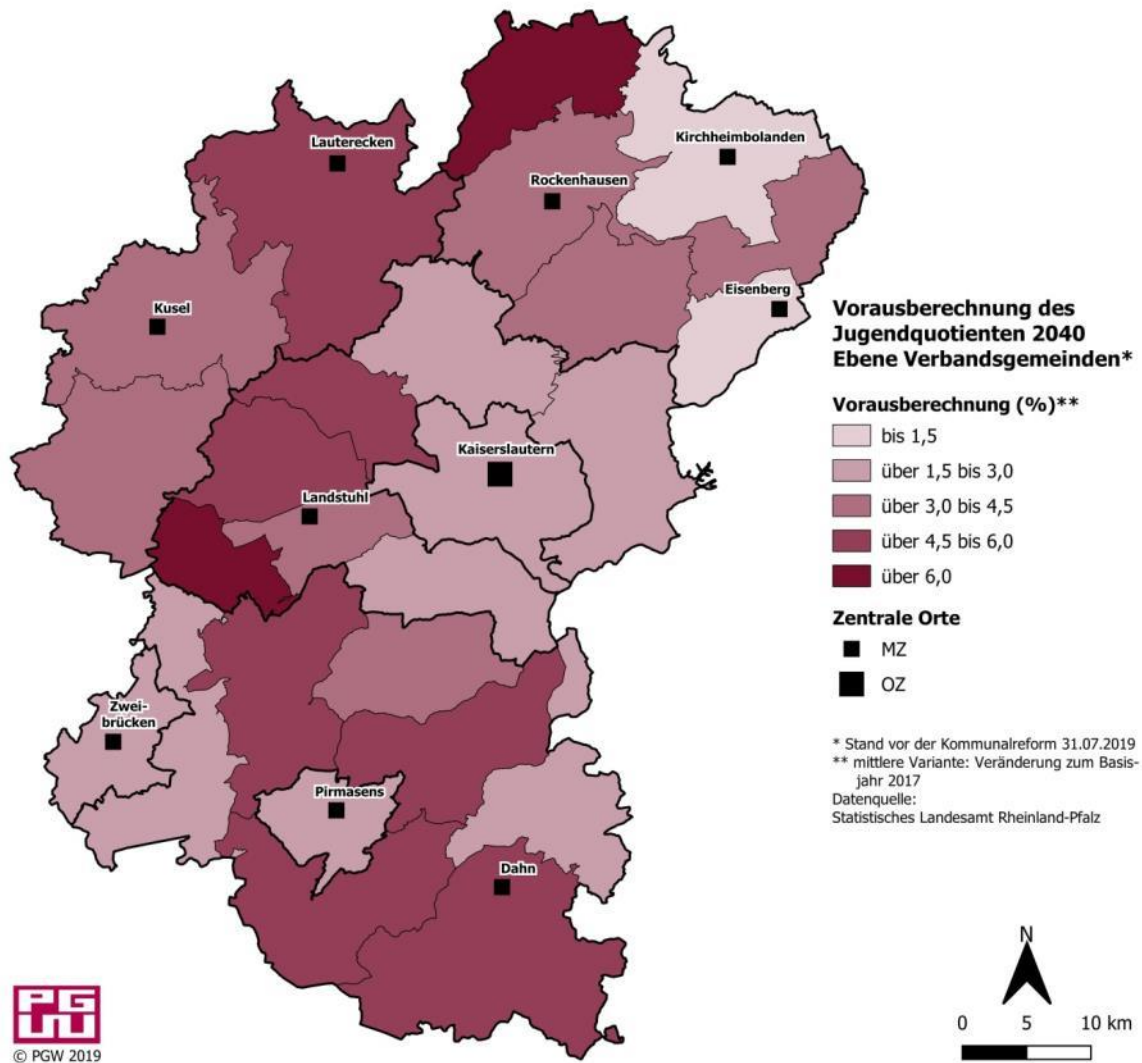 Lauterecken
Kirchheimbolanden
Rockenhausen
Kusel
Eisenberg
Kaiserslautern
Landstuhl
Zwei-
brücken
Pirmasens
Dahn
Vorausberechnung des
Jugendquotienten 2040
Ebene Verbandsgemeinden*
Vorausberechnung (%)**
bis 1,5
über 1,5 bis 3,0
über 3,0 bis 4,5
über 4,5 bis 6,0
über 6,0
Zentrale Orte
MZ
OZ
* Stand vor der Kommunalreform 31.07.2019
** mittlere Variante: Veränderung zum Basis-
jahr 2017
Datenquelle:
Statistisches Landesamt Rheinland-Pfalz
N
0 5 10 km
PG
W
© PGW 2019